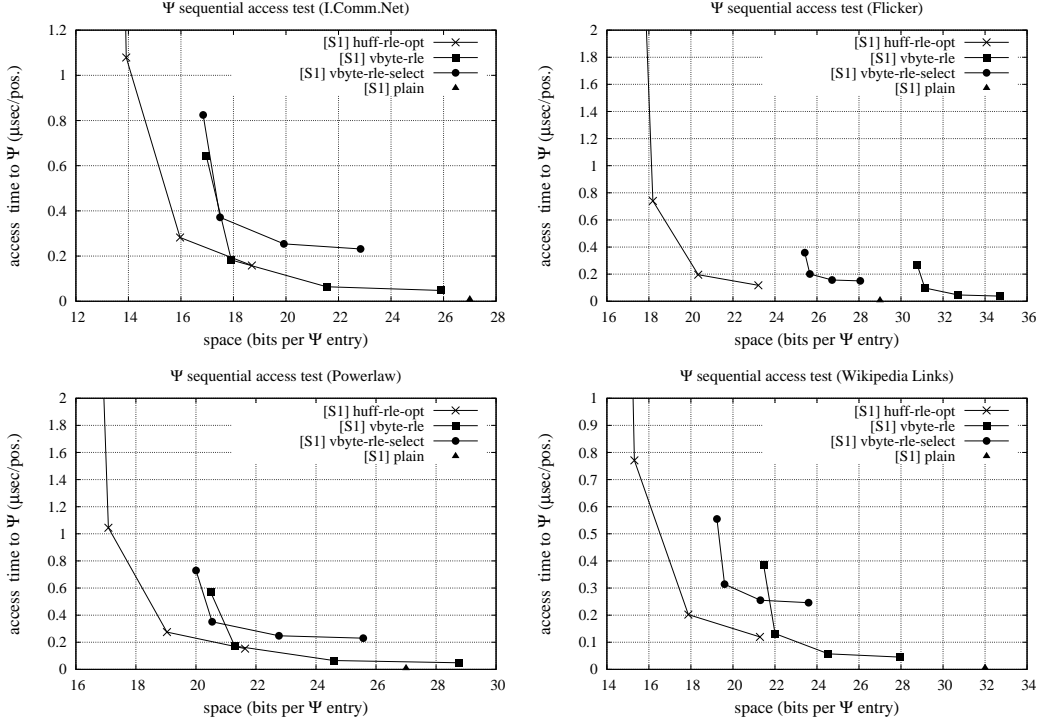 Ψ sequential access test (I.Comm.Net)
access time to Ψ (μsec/pos.)
1.2
1
0.8
0.6
0.4
0.2
0
[S1] huff-rle-opt
[S1] vbyte-rle
[S1] vbyte-rle-select
[S1] plain
12 14 16 18 20 22 24 26 28
space (bits per Ψ entry)
Ψ sequential access test (Flicker)
access time to Ψ (μsec/pos.)
2
1.8
1.6
1.4
1.2
1
0.8
0.6
0.4
0.2
0
[S1] huff-rle-opt
[S1] vbyte-rle
[S1] vbyte-rle-select
[S1] plain
16 18 20 22 24 26 28 30 32 34 36
space (bits per Ψ entry)
Ψ sequential access test (Powerlaw)
access time to Ψ (μsec/pos.)
2
1.8
1.6
1.4
1.2
1
0.8
0.6
0.4
0.2
0
[S1] huff-rle-opt
[S1] vbyte-rle
[S1] vbyte-rle-select
[S1] plain
16 18 20 22 24 26 28 30
space (bits per Ψ entry)
Ψ sequential access test (Wikipedia Links)
access time to Ψ (μsec/pos.)
1
0.9
0.8
0.7
0.6
0.5
0.4
0.3
0.2
0.1
0
[S1] huff-rle-opt
[S1] vbyte-rle
[S1] vbyte-rle-select
[S1] plain
14 16 18 20 22 24 26 28 30 32 34
space (bits per Ψ entry)